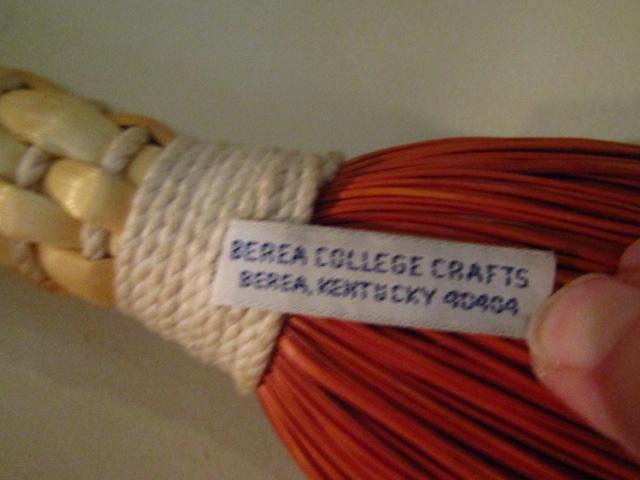 BEREA COLLEGE CRAFTS
BEREA, KENTUCKY 40404